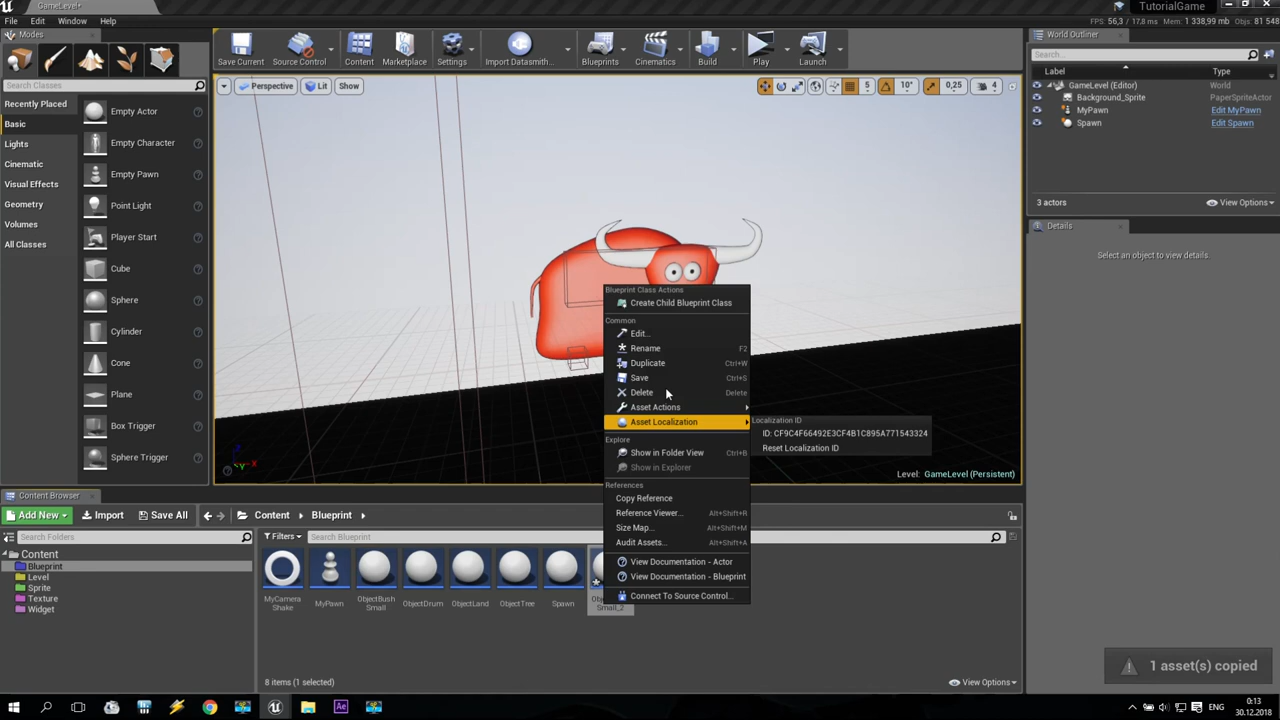 GameLevel*
TutorialGame
File Edit Window Help
FPS: 56,3 / 17.8 ms Mem: 1 338,99 mb Objs: 81 548
Modes
Search Classes
Recently Placed
Basic
Lights
Cinematic
Visual Effects
Geometry
Volumes
All Classes
Empty Actor
Empty Character
Empty Pawn
Point Light
Player Start
Cube
Sphere
Cylinder
Cone
Plane
Box Trigger
Sphere Trigger
Save Current
Source Control
Content
Marketplace
Settings
Import Datasmith...
Blueprints
Cinematics
Build
Play
Launch
Perspective Lit Show
5 10° 0,25 4
Blueprint Class Actions
Create Child Blueprint Class
Common
Edit...
Rename F2
Duplicate Ctrl+W
Save Ctrl+S
Delete Delete
Asset Actions
Asset Localization
Explore
Show in Folder View Ctrl+B
Show in Explorer
References
Copy Reference
Reference Viewer... Alt+Shift+R
Size Map... Alt+Shift+M
Audit Assets... Alt+Shift+A
View Documentation - Actor
View Documentation - Blueprint
Connect To Source Control...
Localization ID
ID: CF9C4F66492E3CF4B1C895A771543324
Reset Localization ID
Level: GameLevel (Persistent)
World Outliner
Search...
Label Type
GameLevel (Editor) World
Background_Sprite PaperSpriteActor
MyPawn Edit MyPawn
Spawn Edit Spawn
3 actors View Options
Details
Select an object to view details.
Content Browser
Add New Import Save All Content Blueprint
Search Folders
Filters Search Blueprint
Content
Blueprint
Level
Sprite
Texture
Widget
MyCamera
Shake
MyPawn
ObjectBush
Small
ObjectDrum
ObjectLand
ObjectTree
Spawn
Small_2
8 items (1 selected)
View Options
1 asset(s) copied
ENG
0:13
30.12.2018